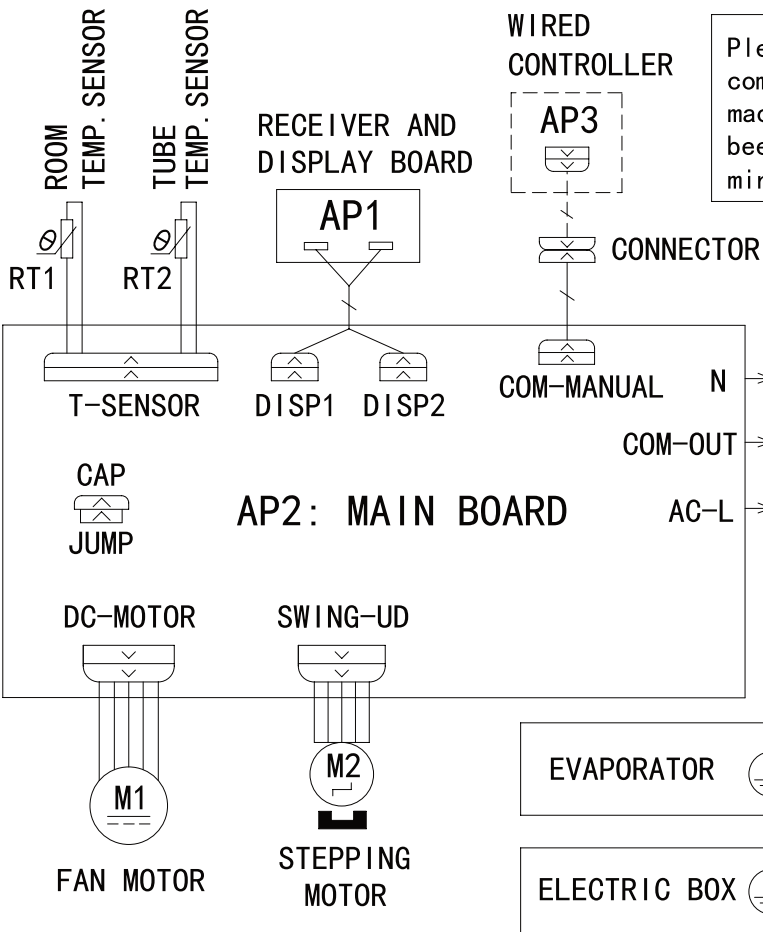 ROOM
TEMP. SENSOR
TUBE
TEMP. SENSOR
RT1
RT2
RECEIVER AND
DISPLAY BOARD
AP1
WIRED
CONTROLLER
AP3
CONNECTOR
T-SENSOR
DISP1
DISP2
COM-MANUAL
N
COM-OUT
AC-L
CAP
JUMP
AP2: MAIN BOARD
DC-MOTOR
SWING-UD
M1
FAN MOTOR
M2
STEPPING
MOTOR
EVAPORATOR
ELECTRIC BOX